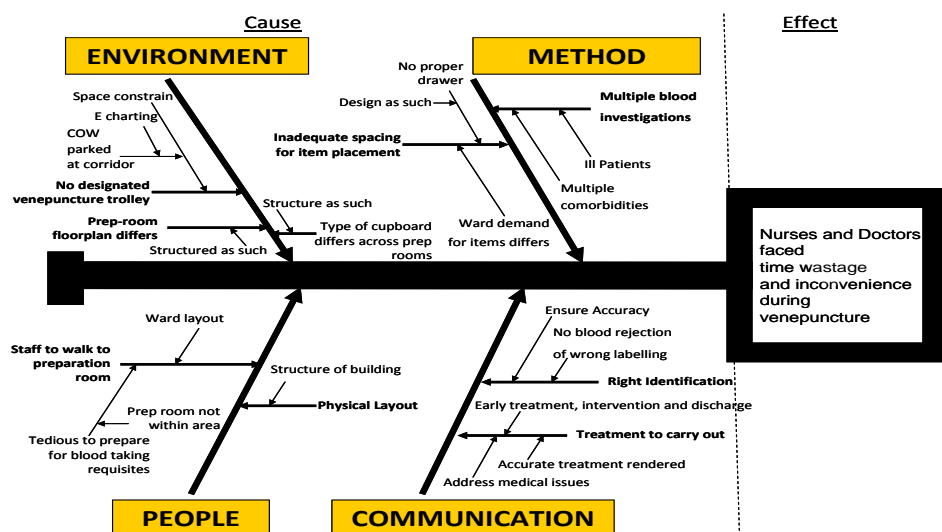 Cause
Effect
ENVIRONMENT
METHOD
Space constrain
E charting
COW
parked
at corridor
No designated
venepuncture trolley
Prep-room
floorplan differs
Structured as such
Structure as such
Type of cupboard
differs across prep
rooms
No proper
drawer
Design as such
Inadequate spacing
for item placement
Ward demand
for items differs
Multiple blood
investigations
Ill Patients
Multiple
comorbidities
Nurses and Doctors
faced
time wastage
and inconvenience
during
venepuncture
Ward layout
Staff to walk to
preparation
room
Prep room not
within area
Tedious to prepare
for blood taking
requisites
Structure of building
Physical Layout
Ensure Accuracy
No blood rejection
of wrong labelling
Right Identification
Early treatment, intervention and discharge
Treatment to carry out
Accurate treatment rendered
Address medical issues
PEOPLE
COMMUNICATION